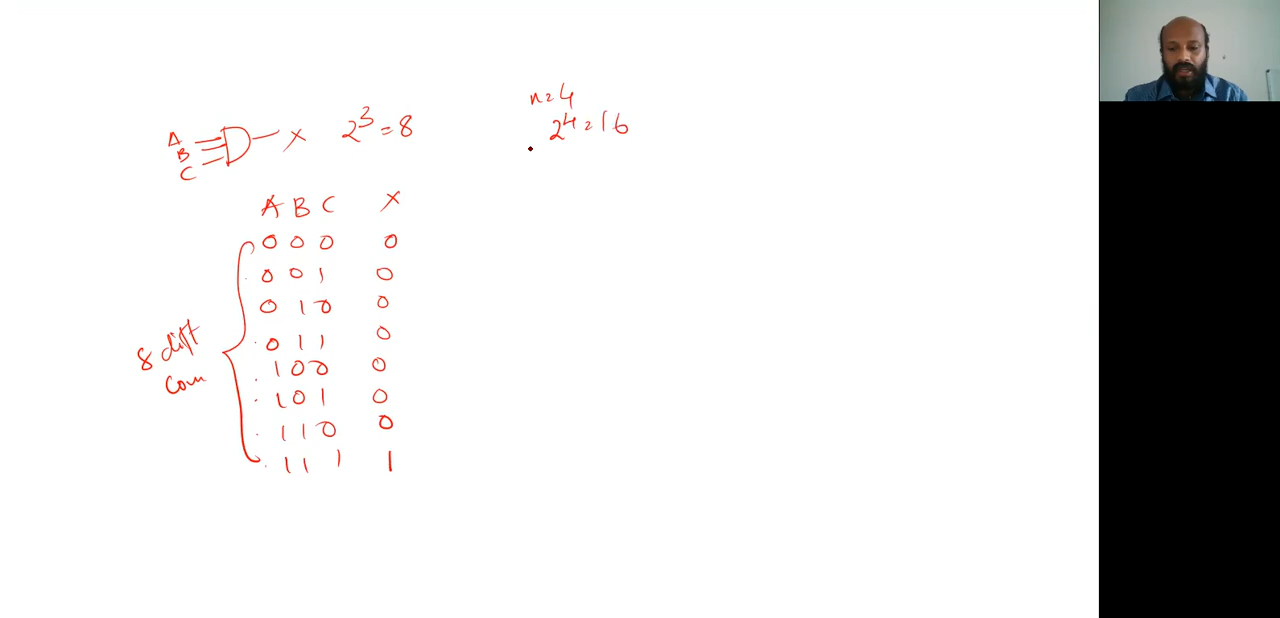 A
B
C
X 2³=8
n=4
2⁴=16
A B C X
0 0 0 0
0 0 1 0
0 1 0 0
0 1 1 0
1 0 0 0
1 0 1 0
1 1 0 0
1 1 1 1
8 diff
com